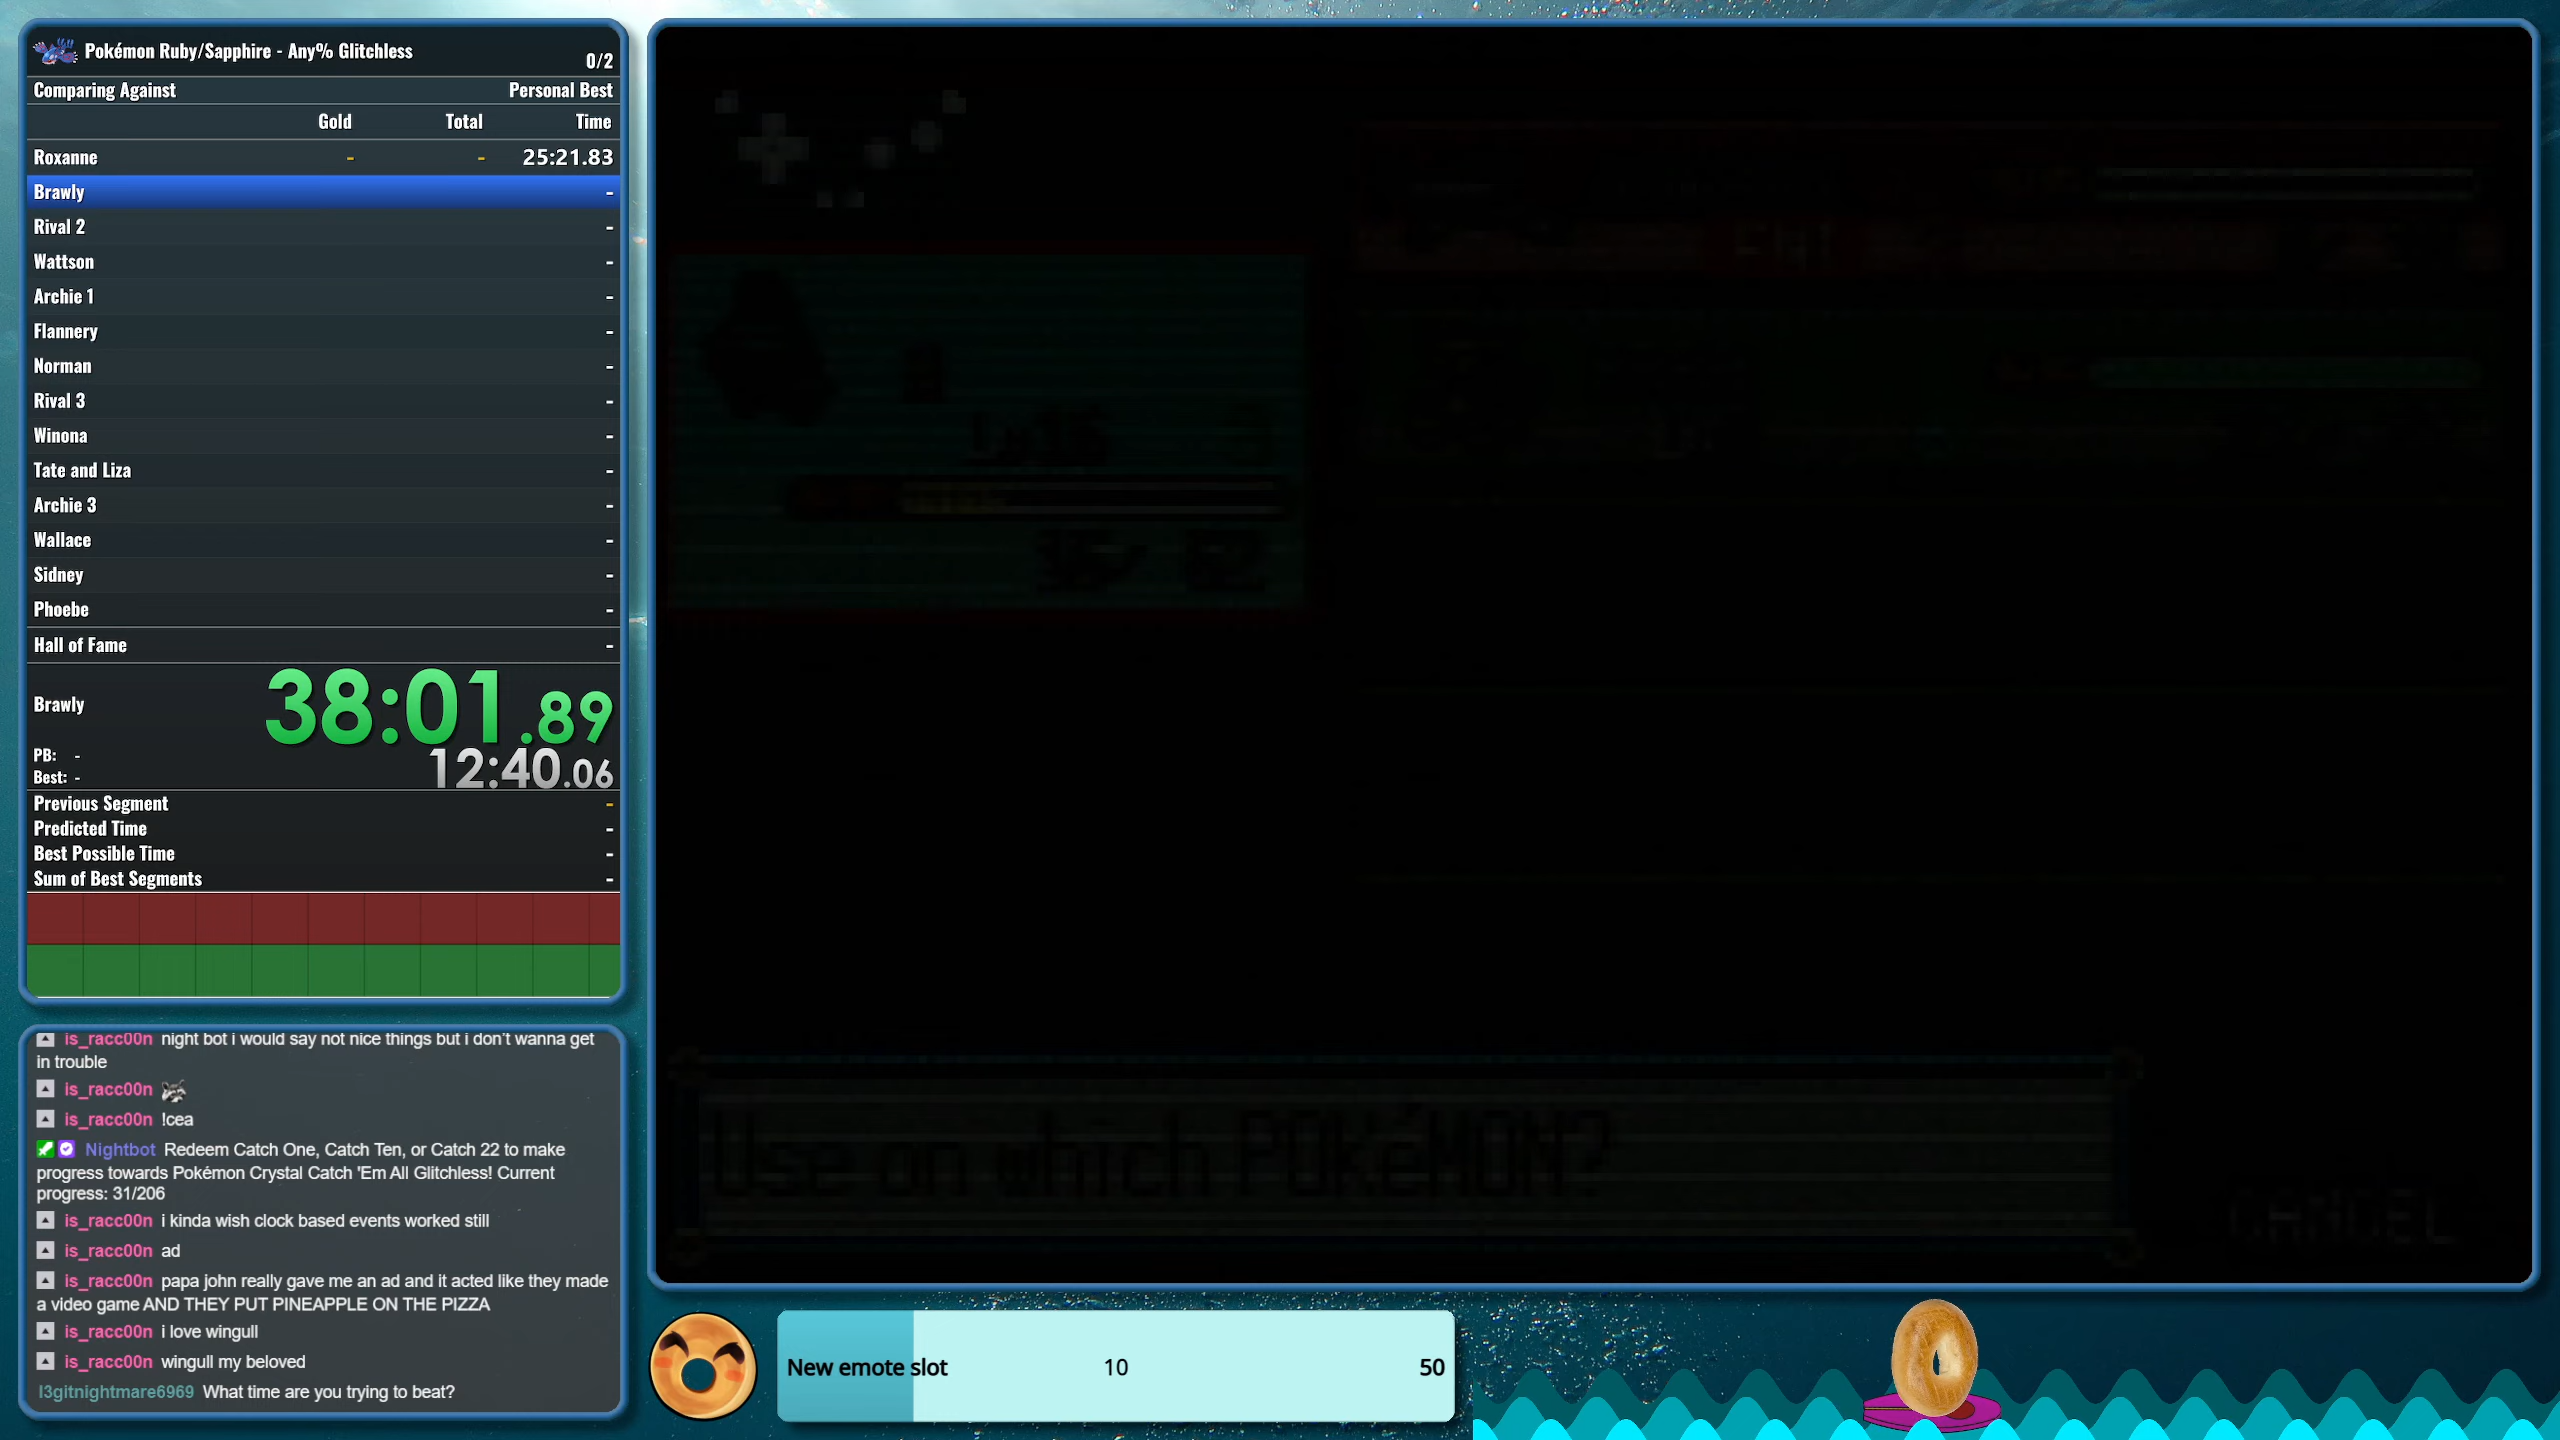 Pokémon Ruby/Sapphire - Any% Glitchless
0/2
Comparing Against Personal Best
Gold Total Time
Roxanne - - 25:21.83
Brawly -
Rival 2 -
Wattson -
Archie 1 -
Flannery -
Norman -
Rival 3 -
Winona -
Tate and Liza -
Archie 3 -
Wallace -
Sidney -
Phoebe -
Hall of Fame -
Brawly 38:01.89
PB: -
Best: -
12:40.06
Previous Segment -
Predicted Time -
Best Possible Time -
Sum of Best Segments -
is_racc00n night bot i would say not nice things but i don't wanna get
in trouble
is_racc00n
is_racc00n !cea
Nightbot Redeem Catch One, Catch Ten, or Catch 22 to make
progress towards Pokémon Crystal Catch 'Em All Glitchless! Current
progress: 31/206
is_racc00n i kinda wish clock based events worked still
is_racc00n ad
is_racc00n papa john really gave me an ad and it acted like they made
a video game AND THEY PUT PINEAPPLE ON THE PIZZA
is_racc00n i love wingull
is_racc00n wingull my beloved
l3gitnightmare6969 What time are you trying to beat?
Use on which POKéMON?
CANCEL
New emote slot 10 50